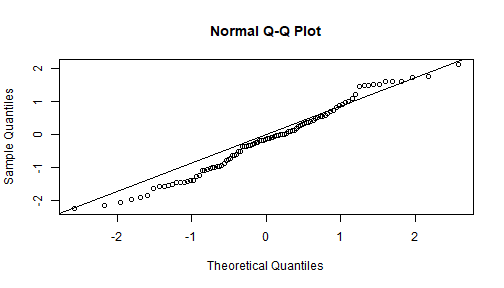 Normal Q-Q Plot
Sample Quantiles
2
1
0
-1
-2
-2 -1 0 1 2
Theoretical Quantiles